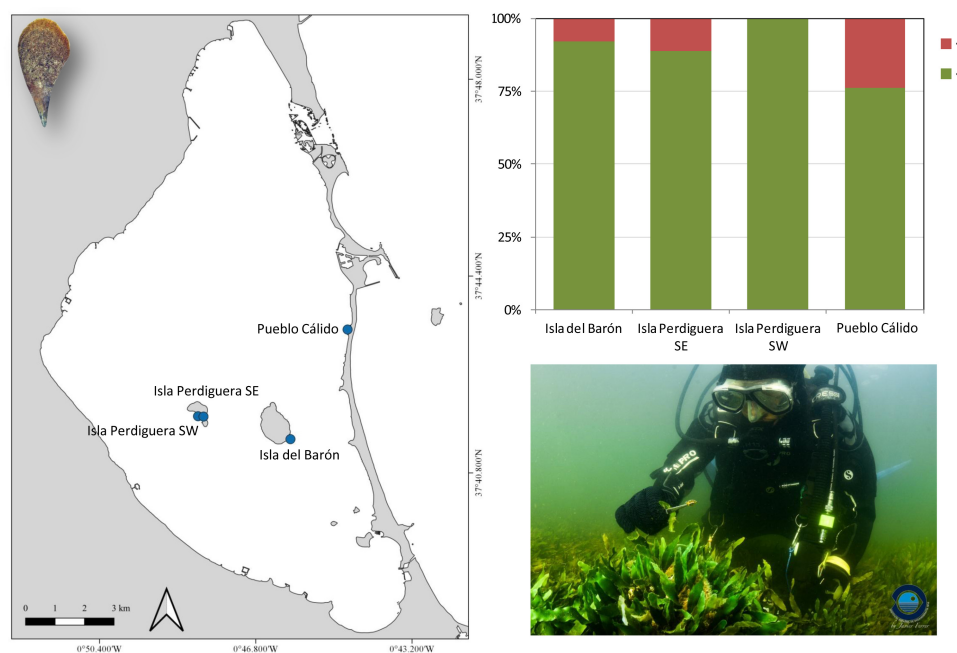 37°48.000'N
37°44.400'N
37°40.800'N
Pueblo Cálido
Isla Perdiguera SE
Isla Perdiguera SW
Isla del Barón
0 1 2 3 km
0°50.400'W 0°46.800'W 0°43.200'W
100%
75%
50%
25%
0%
Isla del Barón
Isla Perdiguera
SE
Isla Perdiguera
SW
Pueblo Cálido